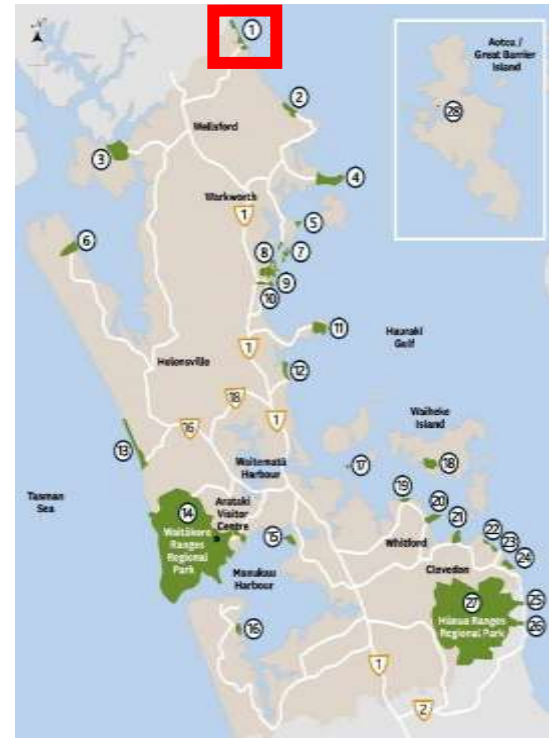 1
Aotea /
Great Barrier
Island
28
2
Wellsford
3
4
Warkworth
1
5
6
8
7
9
10
11
Hauraki
Gulf
1
Helensville
12
18
16
1
Waiheke
Island
13
Waitematā
Harbour
17
18
Tasman
Sea
14
Arataki
Visitor
Centre
19
20
21
Waitākere
Ranges
Regional
Park
15
Whitford
22
23
24
Manukau
Harbour
Clevedon
27
25
Hūnua Ranges
Regional Park
26
16
1
2